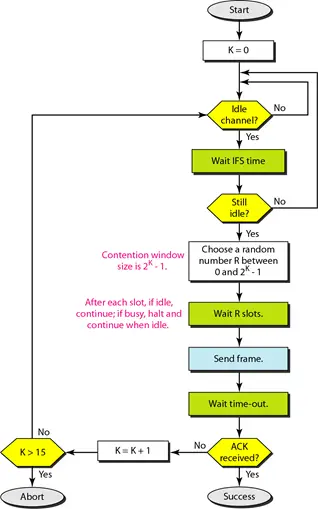 Start
K = 0
Idle
channel?
No
Yes
Wait IFS time
Still
idle?
No
Yes
Contention window
size is 2^K - 1.
Choose a random
number R between
0 and 2^K - 1
After each slot, if idle,
continue; if busy, halt and
continue when idle.
Wait R slots.
Send frame.
Wait time-out.
ACK
received?
No
K = K + 1
K > 15
No
Yes
Abort
Yes
Success